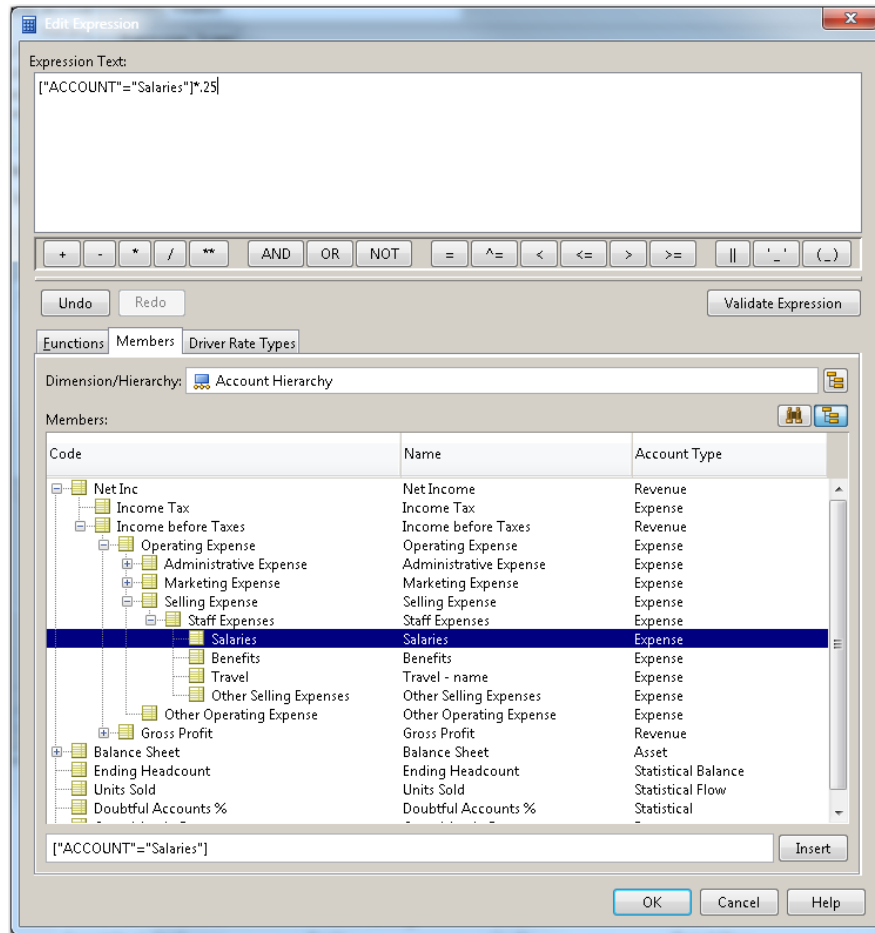 Edit Expression
Expression Text:
["ACCOUNT"="Salaries"]*.25
+ - * / ** AND OR NOT = ^= < <= > >= || '_' (_)
Undo Redo Validate Expression
Functions Members Driver Rate Types
Dimension/Hierarchy: Account Hierarchy
Members:
Code Name Account Type
Net Inc Net Income Revenue
Income Tax Income Tax Expense
Income before Taxes Income before Taxes Revenue
Operating Expense Operating Expense Expense
Administrative Expense Administrative Expense Expense
Marketing Expense Marketing Expense Expense
Selling Expense Selling Expense Expense
Staff Expenses Staff Expenses Expense
Salaries Salaries Expense
Benefits Benefits Expense
Travel Travel - name Expense
Other Selling Expenses Other Selling Expenses Expense
Other Operating Expense Other Operating Expense Expense
Gross Profit Gross Profit Revenue
Balance Sheet Balance Sheet Asset
Ending Headcount Ending Headcount Statistical Balance
Units Sold Units Sold Statistical Flow
Doubtful Accounts % Doubtful Accounts % Statistical
["ACCOUNT"="Salaries"] Insert
OK Cancel Help